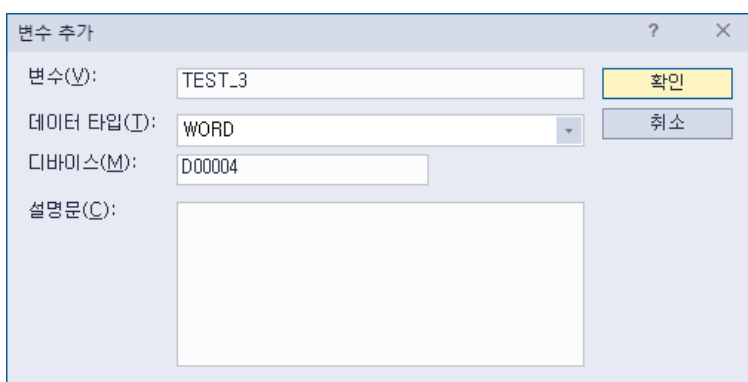 변수 추가 ? ×
변수(V): TEST_3 확인
데이터 타입(T): WORD 취소
디바이스(M): D00004
설명문(C):